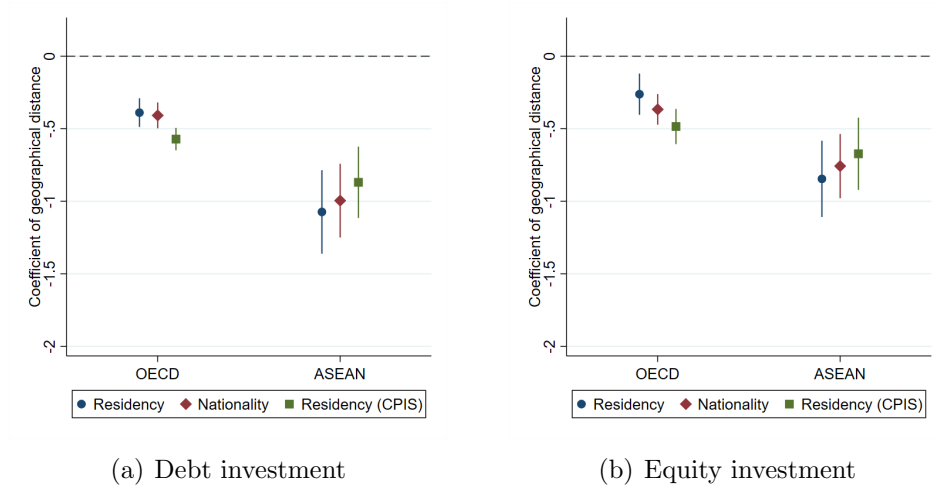 Coefficient of geographical distance
0
-.5
-1
-1.5
-2
OECD
ASEAN
Residency
Nationality
Residency (CPIS)
(a) Debt investment
Coefficient of geographical distance
0
-.5
-1
-1.5
-2
OECD
ASEAN
Residency
Nationality
Residency (CPIS)
(b) Equity investment